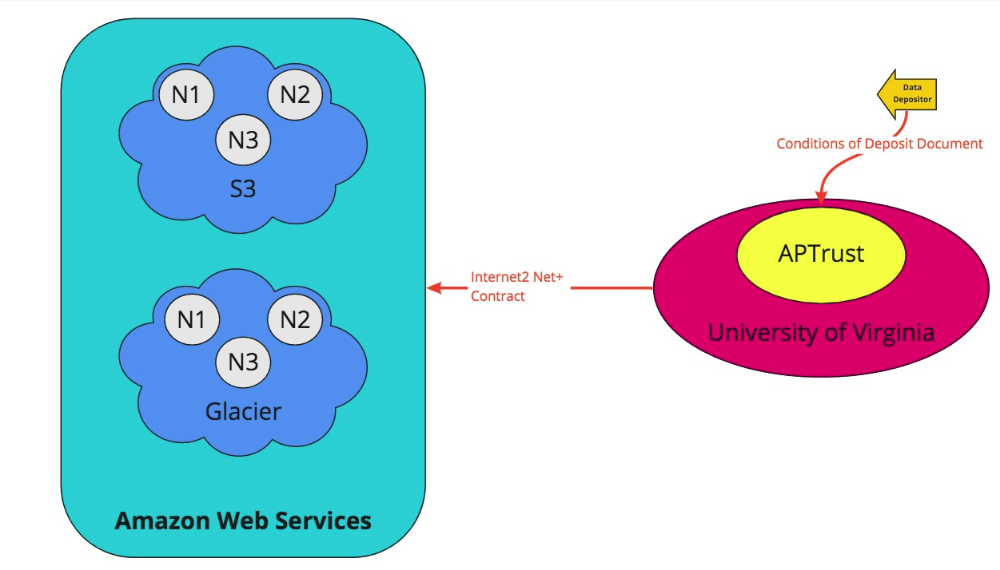 N1
N2
N3
S3
N1
N2
N3
Glacier
Amazon Web Services
Internet2 Net+
Contract
Data
Depositor
Conditions of Deposit Document
APTrust
University of Virginia